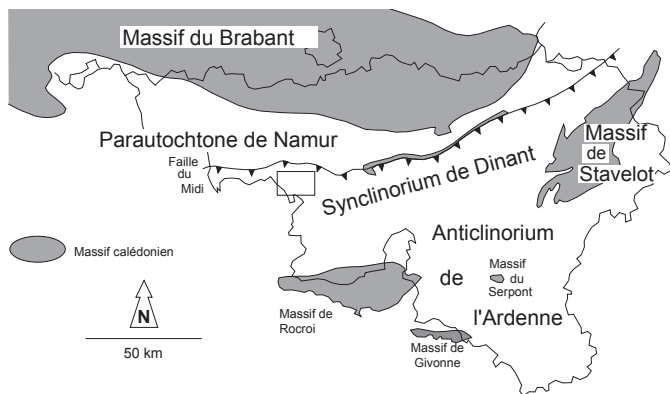 Massif du Brabant
Parautochtone de Namur
Faille
du
Midi
Synclinorium de Dinant
Massif
de
Stavelot
Anticlinorium
de
l'Ardenne
Massif
du
Serpont
Massif calédonien
N
50 km
Massif de
Rocroi
Massif de
Givonne